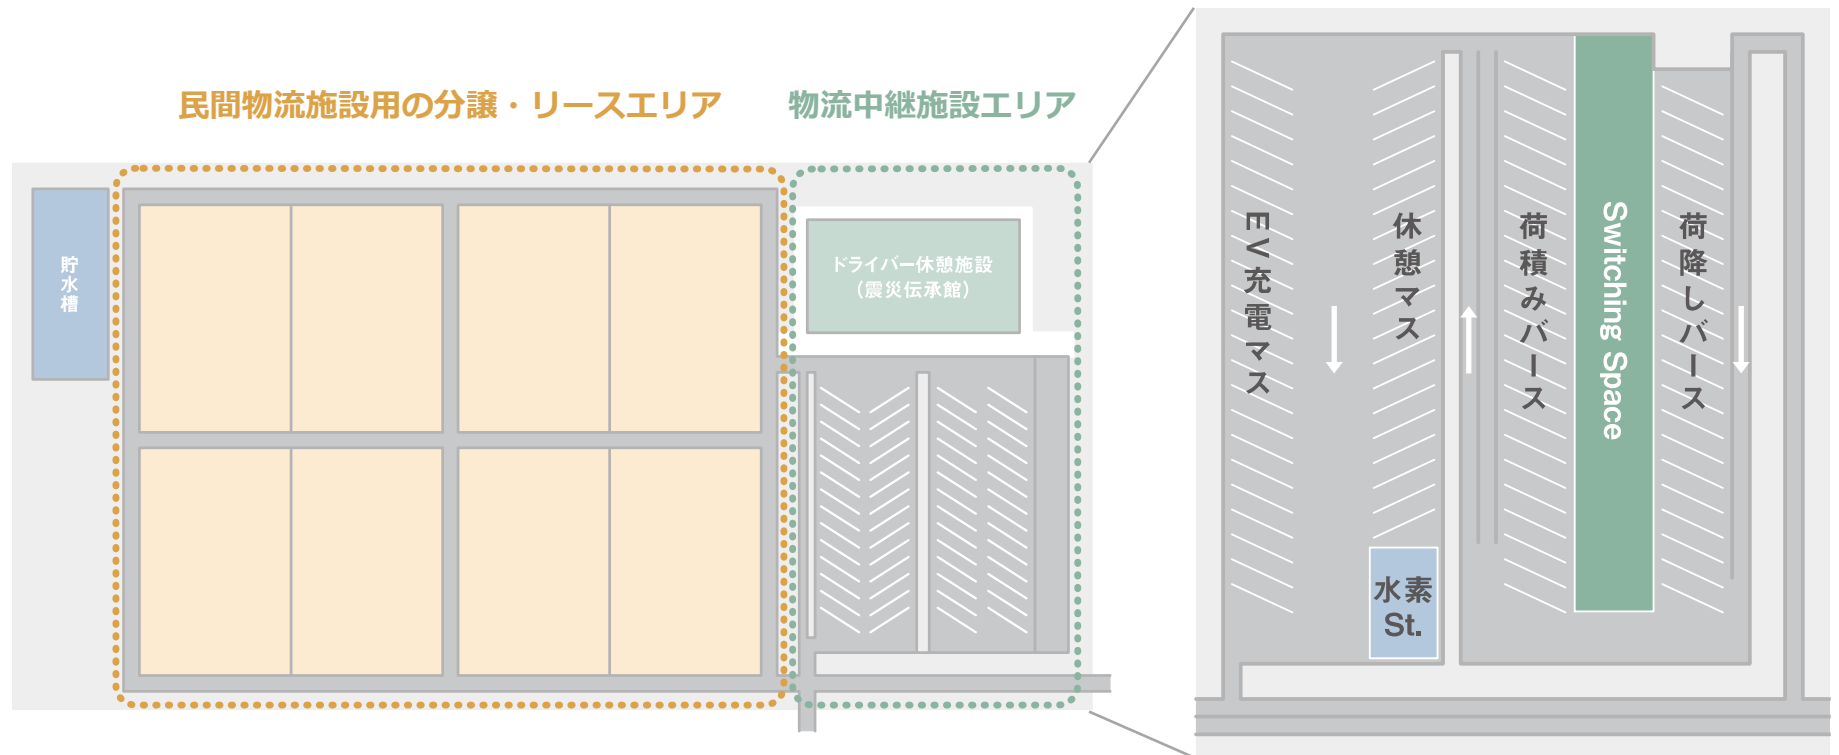 民間物流施設用の分譲・リースエリア
物流中継施設エリア
貯水槽
ドライバー休憩施設
(震災伝承館)
EV充電マス
休憩マス
荷積みバース
Switching Space
荷降しバース
水素
St.